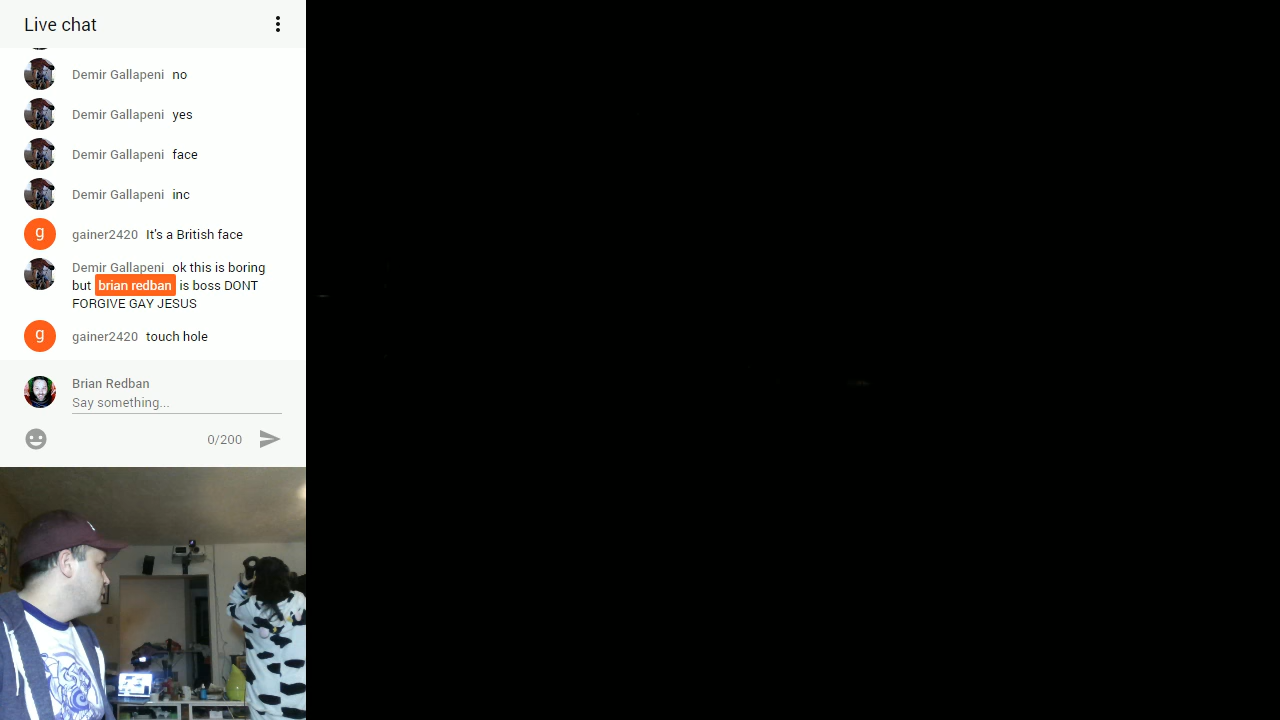 Live chat
Demir Gallapeni no
Demir Gallapeni yes
Demir Gallapeni face
Demir Gallapeni inc
g gainer2420 It's a British face
Demir Gallapeni ok this is boring
but brian redban is boss DONT
FORGIVE GAY JESUS
g gainer2420 touch hole
Brian Redban
Say something...
0/200